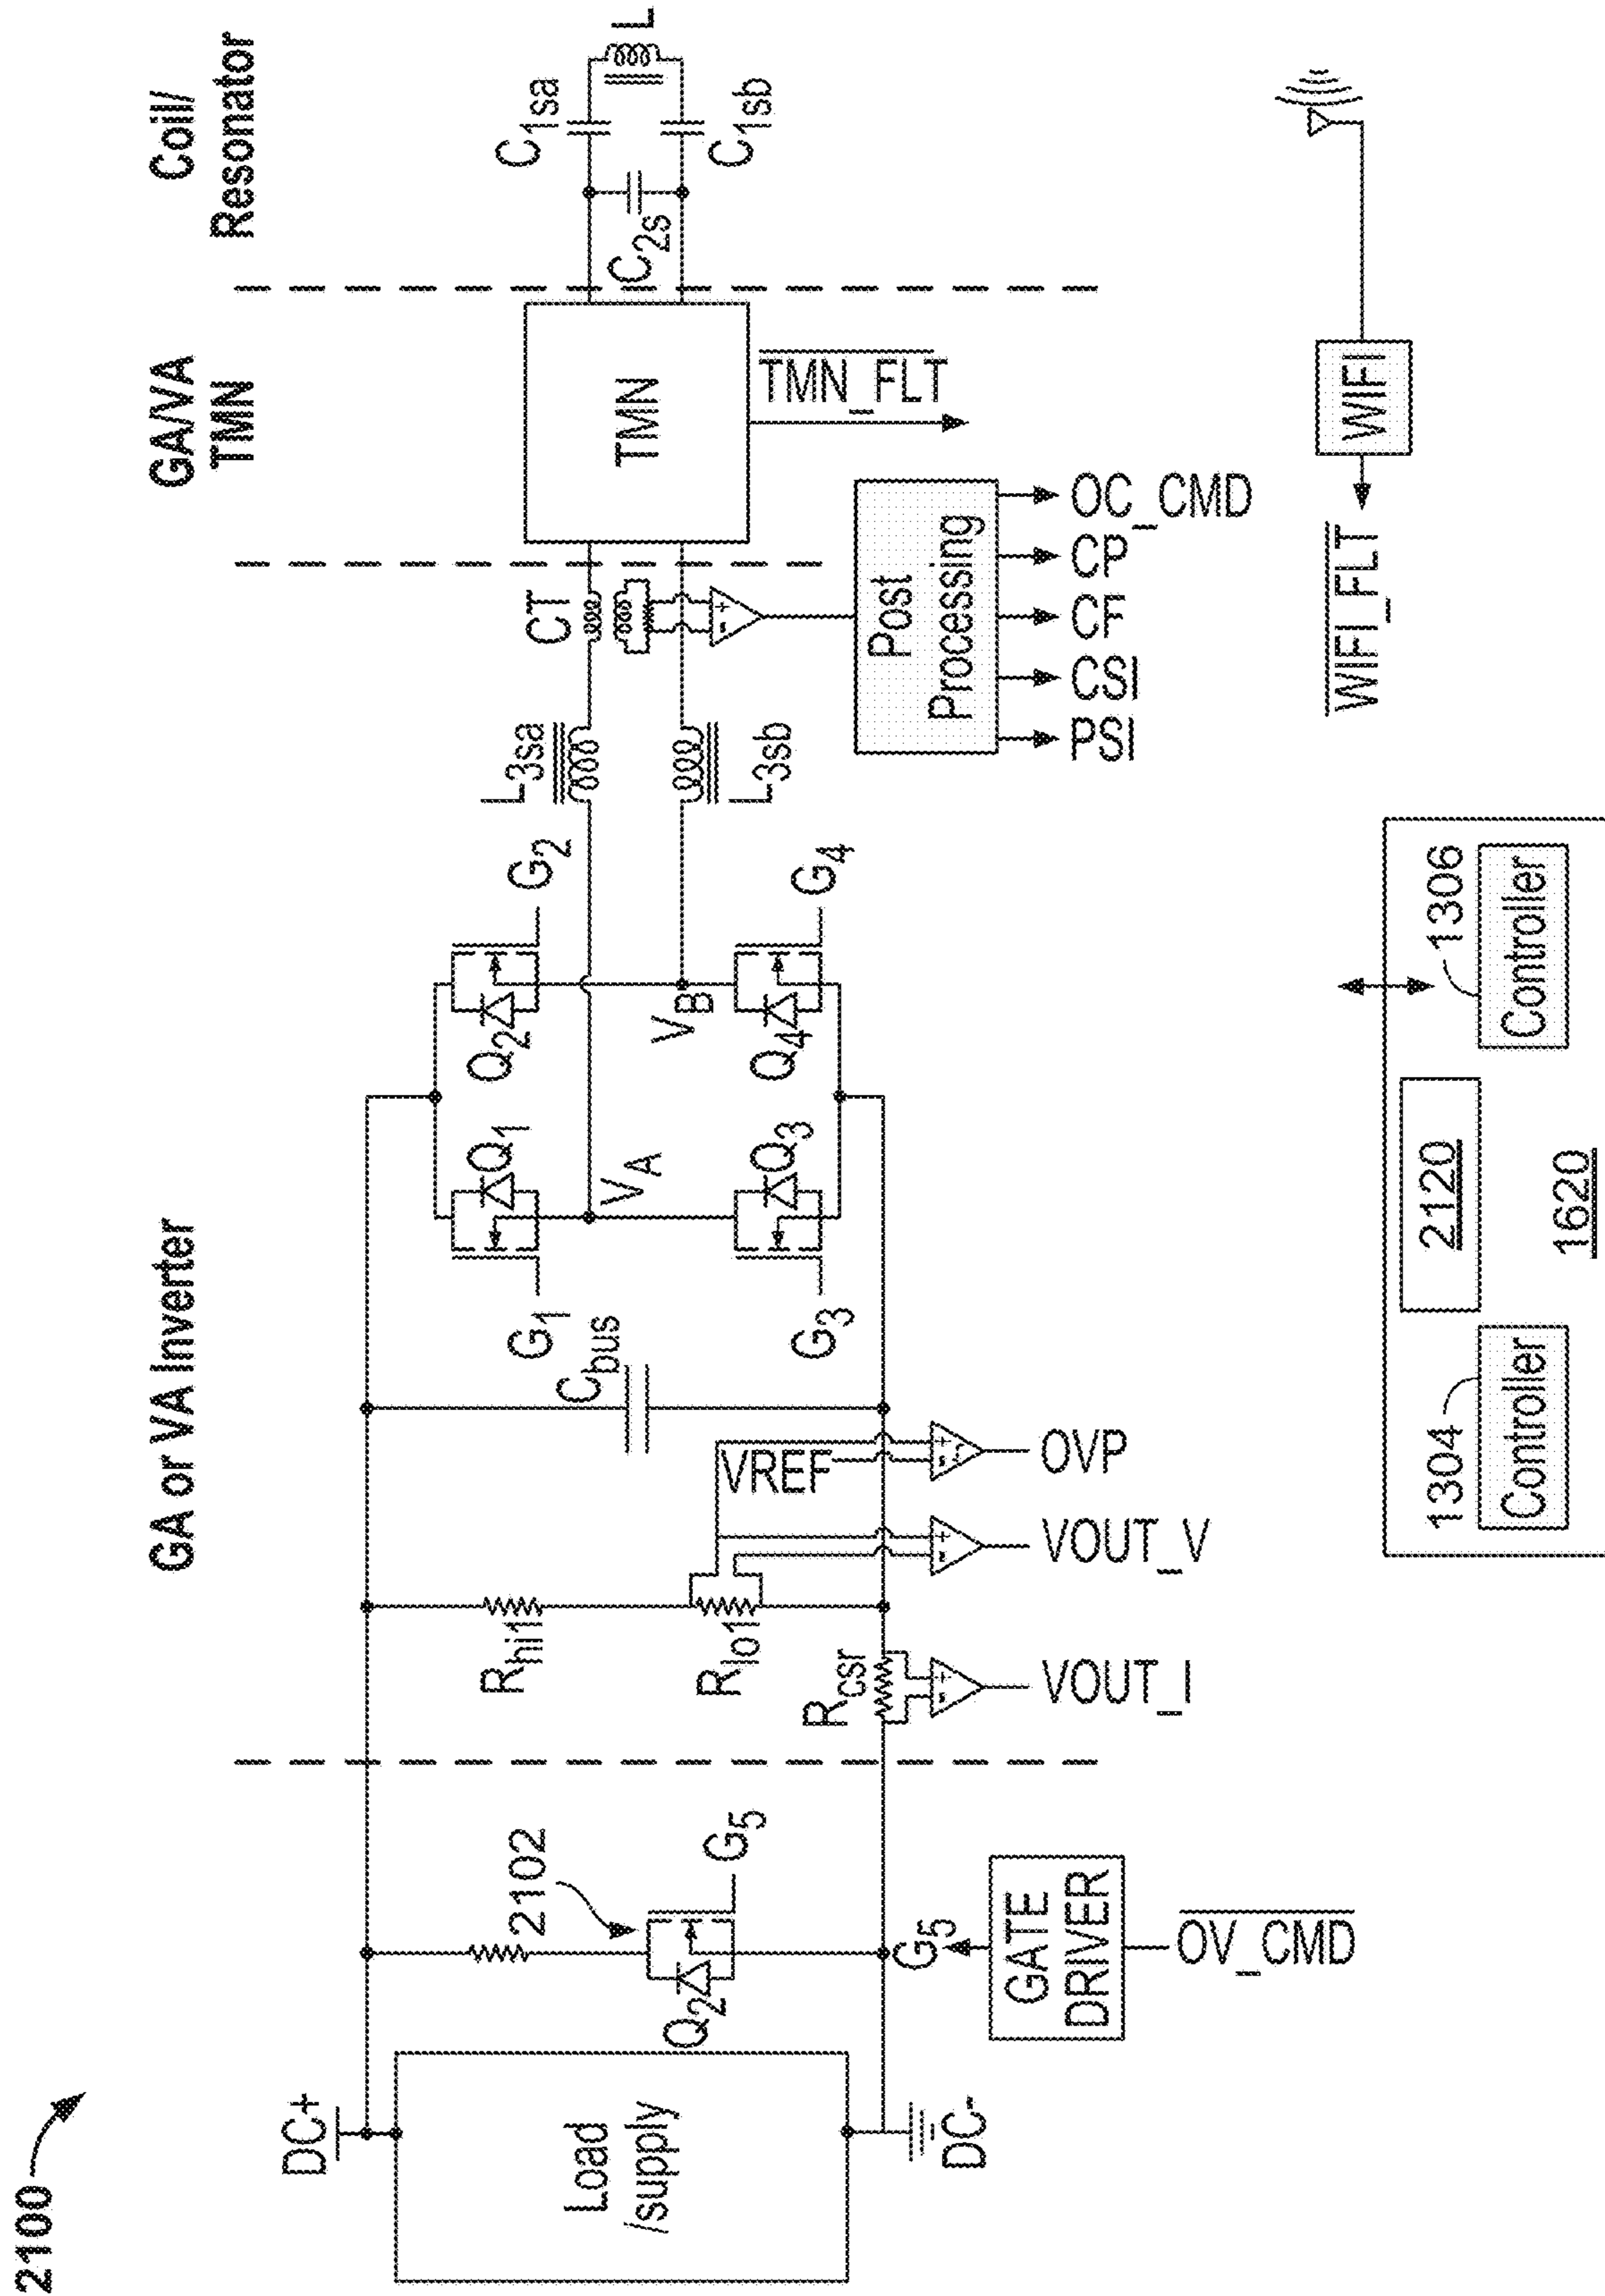 2100
GA or VA Inverter
GA/VA
TMN
Coil/
Resonator
DC+
Load
/supply
DC-
2102
Q2
G5
G5
GATE
DRIVER
OV_CMD
Rhi1
Rlo1
Rcsr
VREF
OVP
VOUT_V
VOUT_I
Cbus
G1
Q1
Q2
G2
VA
VB
G3
Q3
Q4
G4
L3sa
L3sb
CT
TMN
TMN_FLT
Post
Processing
PSI
CSI
CF
CP
OC_CMD
C2s
C1sa
C1sb
L
WIFI
WIFI_FLT
1304
Controller
2120
1306
Controller
1620